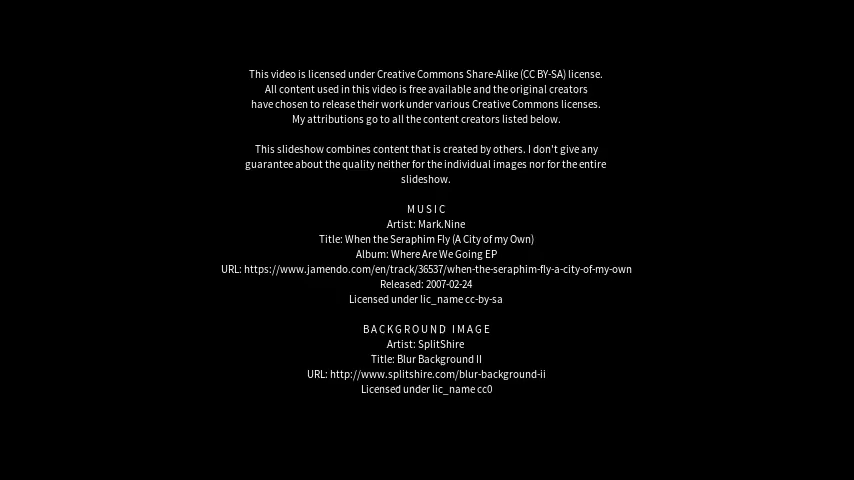 This video is licensed under Creative Commons Share-Alike (CC BY-SA) license.
All content used in this video is free available and the original creators
have chosen to release their work under various Creative Commons licenses.
My attributions go to all the content creators listed below.
This slideshow combines content that is created by others. I don't give any
guarantee about the quality neither for the individual images nor for the entire
slideshow.
MUSIC
Artist: Mark.Nine
Title: When the Seraphim Fly (A City of my Own)
Album: Where Are We Going EP
URL: https://www.jamendo.com/en/track/36537/when-the-seraphim-fly-a-city-of-my-own
Released: 2007-02-24
Licensed under lic_name cc-by-sa
BACKGROUND IMAGE
Artist: SplitShire
Title: Blur Background II
URL: http://www.splitshire.com/blur-background-ii
Licensed under lic_name cc0